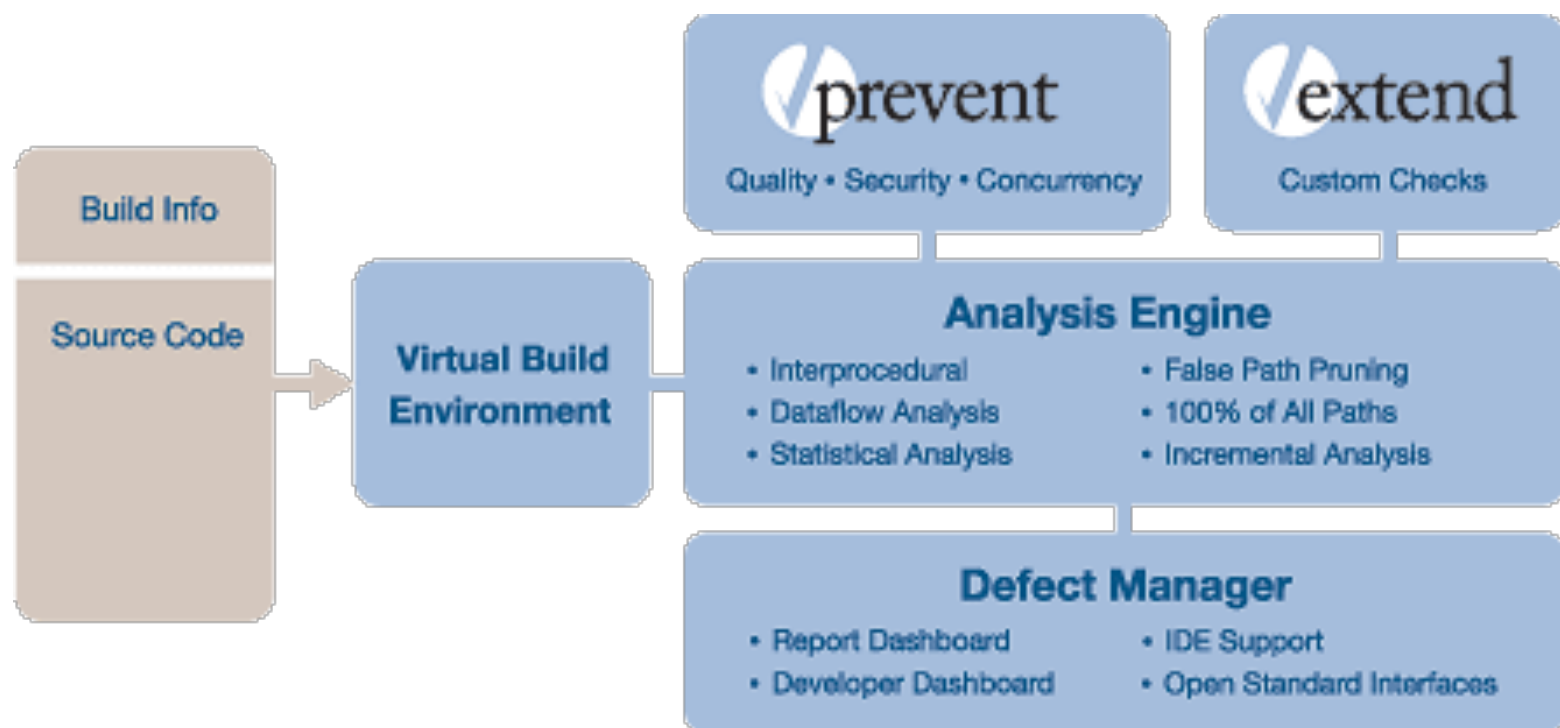 prevent
Quality • Security • Concurrency
extend
Custom Checks
Build Info
Source Code
Virtual Build
Environment
Analysis Engine
• Interprocedural
• Dataflow Analysis
• Statistical Analysis
• False Path Pruning
• 100% of All Paths
• Incremental Analysis
Defect Manager
• Report Dashboard
• Developer Dashboard
• IDE Support
• Open Standard Interfaces